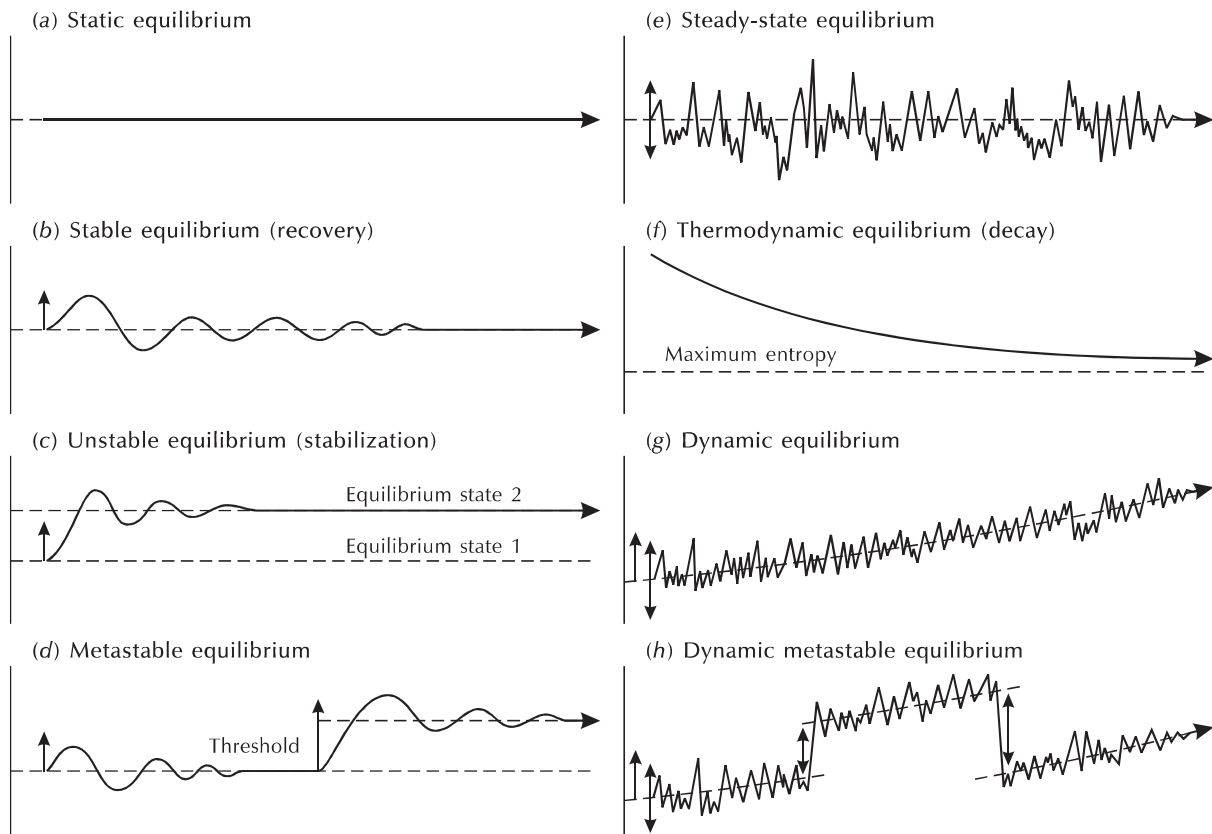 (a) Static equilibrium
(b) Stable equilibrium (recovery)
(c) Unstable equilibrium (stabilization)
Equilibrium state 2
Equilibrium state 1
(d) Metastable equilibrium
Threshold
(e) Steady-state equilibrium
(f) Thermodynamic equilibrium (decay)
Maximum entropy
(g) Dynamic equilibrium
(h) Dynamic metastable equilibrium